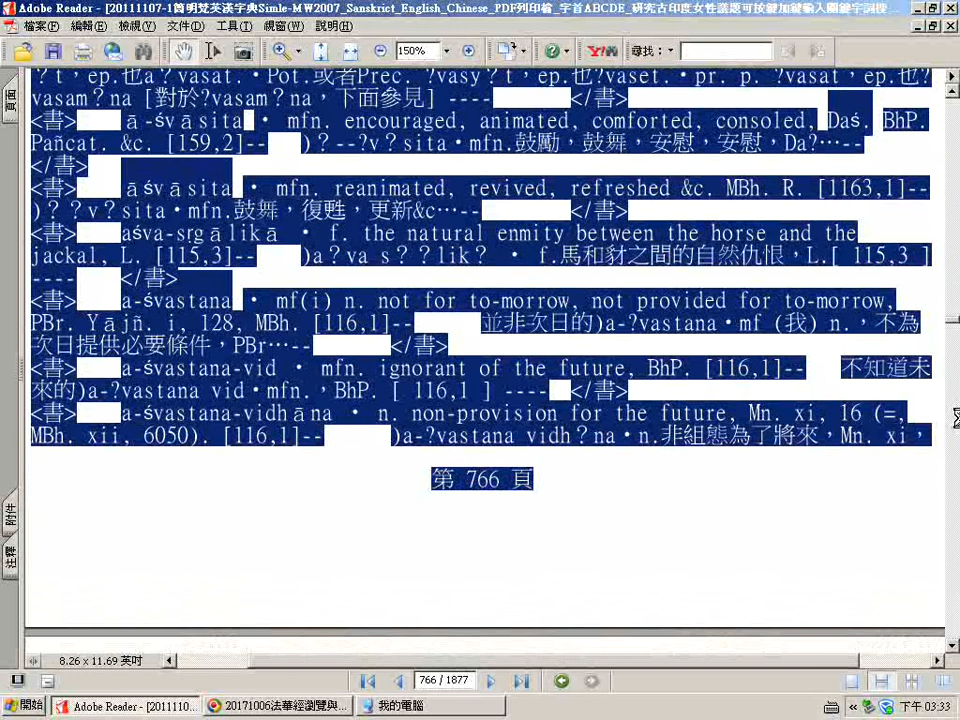 Adobe Reader - [20111107-1簡明梵英漢字典Simle-MW2007_Sanskrict_English_Chinese_PDF列印檔_字首ABCDE_研究古印度女性議題可按鍵加鍵輸入關鍵字詞搜
檔案(F) 編輯(E) 檢視(V) 文件(D) 工具(T) 視窗(W) 說明(H)
150% 尋找：
頁面
？t, ep.也a？vasat.・Pot.或者Prec. ?vasy？t, ep.也?vaset.・pr. p. ?vasat, ep.也?
vasam？na [對於?vasam？na，下面參見] ---- </書>
<書> ā-śvāsita・ mfn. encouraged, animated, comforted, consoled, Daś. BhP.
Pañcat. &c. [159,2]-- )？--?v？sita・mfn.鼓勵，鼓舞，安慰，安慰，Da?…--
</書>
<書> āśvāsita ・ mfn. reanimated, revived, refreshed &c. MBh. R. [1163,1]--
)？？v？sita・mfn.鼓舞，復甦，更新&c…-- </書>
<書> aśva-sṛgālikā ・ f. the natural enmity between the horse and the
jackal, L. [115,3]-- )a？va s？？lik？ ・ f.馬和豺之間的自然仇恨，L.[ 115,3 ]
---- </書>
<書> a-śvastana ・ mf(i) n. not for to-morrow, not provided for to-morrow,
PBr. Yājñ. i, 128, MBh. [116,1]-- 並非次日的)a-?vastana・mf (我) n.，不為
次日提供必要條件，PBr…-- </書>
<書> a-śvastana-vid ・ mfn. ignorant of the future, BhP. [116,1]-- 不知道未
來的)a-?vastana vid・mfn.，BhP. [ 116,1 ] ---- </書>
<書> a-śvastana-vidhāna ・ n. non-provision for the future, Mn. xi, 16 (=,
MBh. xii, 6050). [116,1]-- )a-?vastana vidh？na・n.非組態為了將來，Mn. xi，
第 766 頁
附件
注釋
8.26 x 11.69 英吋
766 / 1877
開始 Adobe Reader - [2011110... 20171006法華經瀏覽與... 我的電腦 下午 03:33